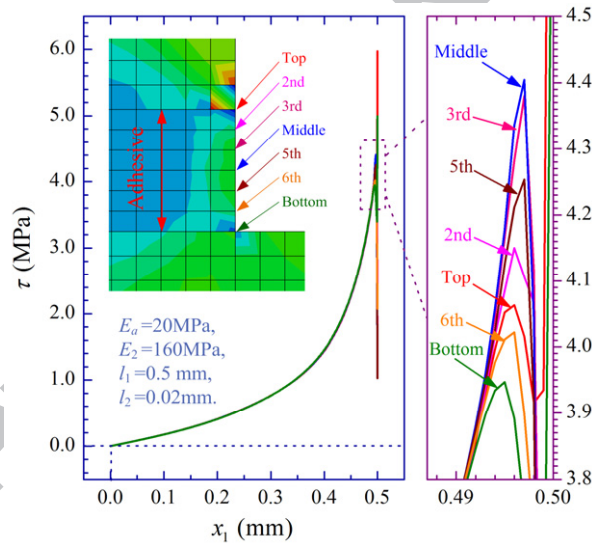 6.0
5.0
4.0
3.0
2.0
1.0
0.0
τ (MPa)
0.0 0.1 0.2 0.3 0.4 0.5
x₁ (mm)
Adhesive
Top
2nd
3rd
Middle
5th
6th
Bottom
Eₐ=20MPa,
E₂=160MPa,
l₁=0.5 mm,
l₂=0.02mm.
Middle
3rd
5th
2nd
Top
6th
Bottom
4.5
4.4
4.3
4.2
4.1
4.0
3.9
3.8
0.49 0.50